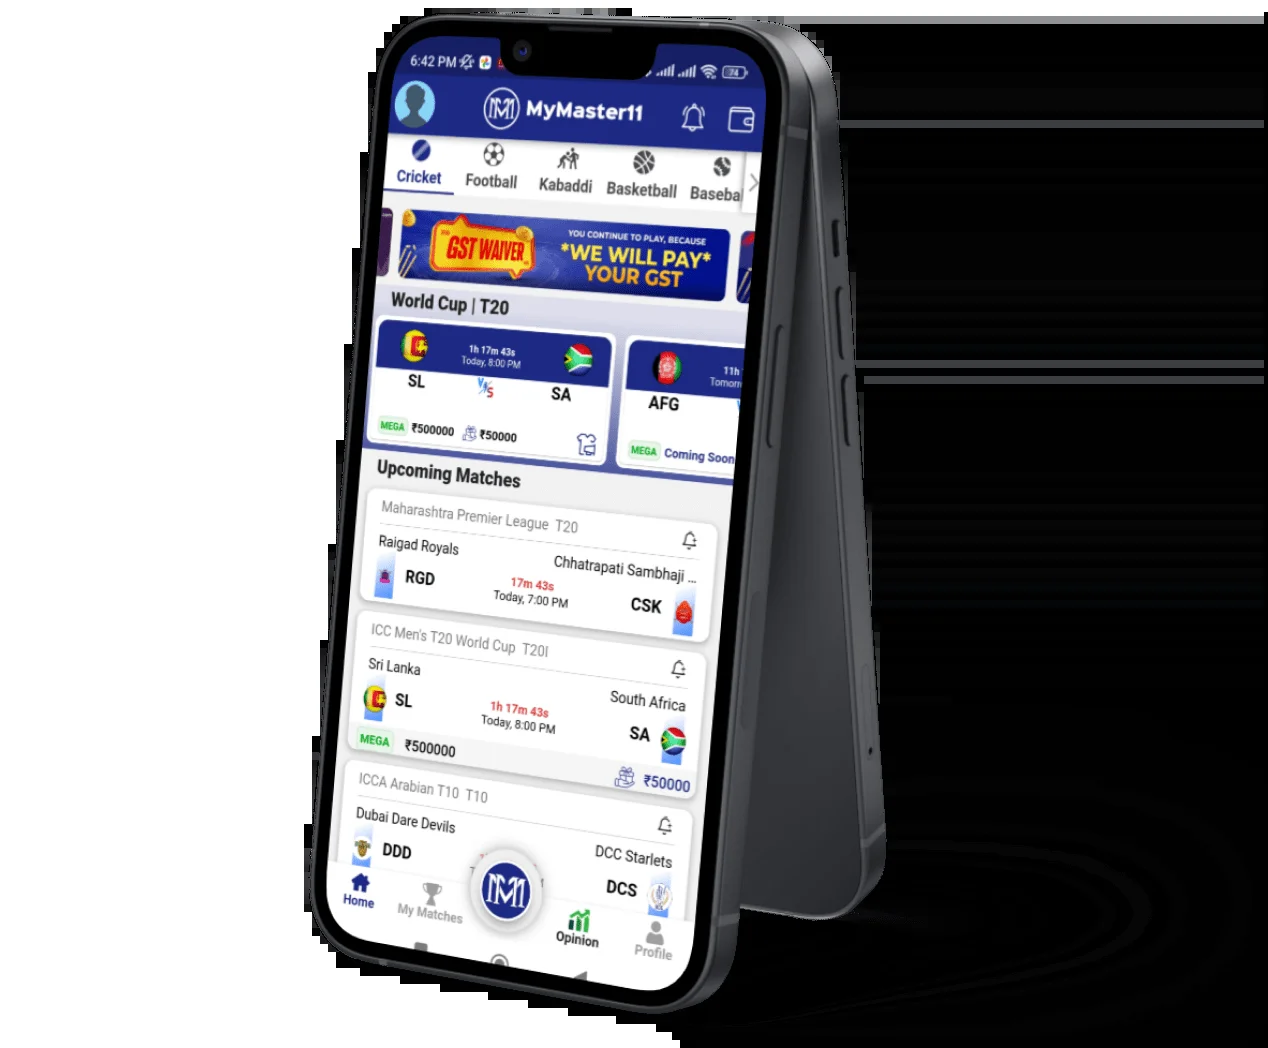 6:42 PM
74
MyMaster11
Cricket
Football
Kabaddi
Basketball
Baseba
GST WAIVER
YOU CONTINUE TO PLAY, BECAUSE
*WE WILL PAY*
YOUR GST
World Cup | T20
1h 17m 43s
Today, 8:00 PM
SL
VS
SA
MEGA ₹500000 ₹50000
11h
Tomorr
AFG
MEGA Coming Soon
Upcoming Matches
Maharashtra Premier League T20
Raigad Royals
Chhatrapati Sambhaji ...
RGD
17m 43s
Today, 7:00 PM
CSK
ICC Men's T20 World Cup T20I
Sri Lanka
South Africa
SL
1h 17m 43s
Today, 8:00 PM
SA
MEGA ₹500000
₹50000
ICCA Arabian T10 T10
Dubai Dare Devils
DCC Starlets
DDD
DCS
Home
My Matches
Opinion
Profile